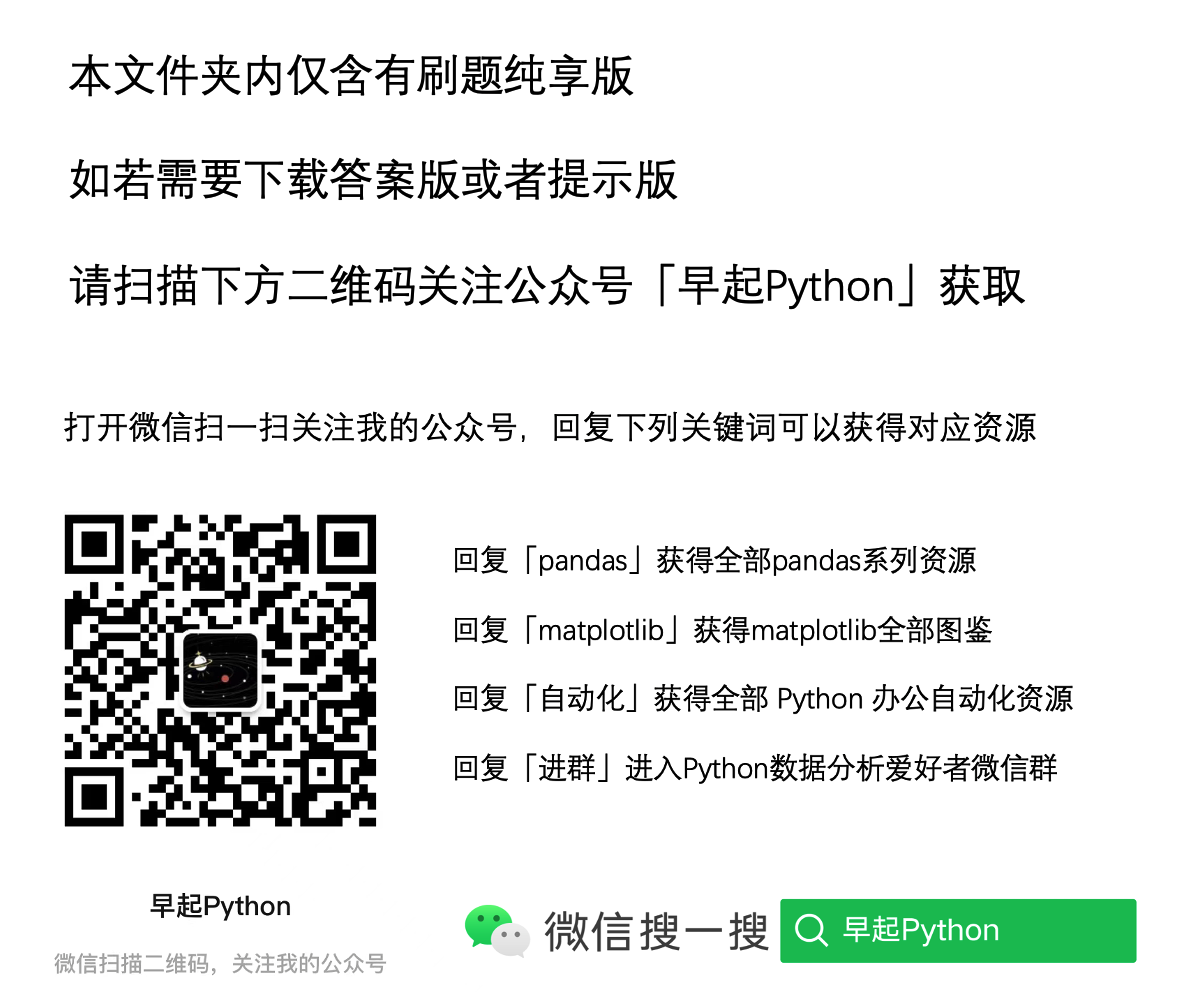 本文件夹内仅含有刷题纯享版
如若需要下载答案版或者提示版
请扫描下方二维码关注公众号「早起Python」获取
打开微信扫一扫关注我的公众号，回复下列关键词可以获得对应资源
回复「pandas」获得全部pandas系列资源
回复「matplotlib」获得matplotlib全部图鉴
回复「自动化」获得全部 Python 办公自动化资源
回复「进群」进入Python数据分析爱好者微信群
早起Python
微信扫描二维码，关注我的公众号
微信搜一搜
早起Python